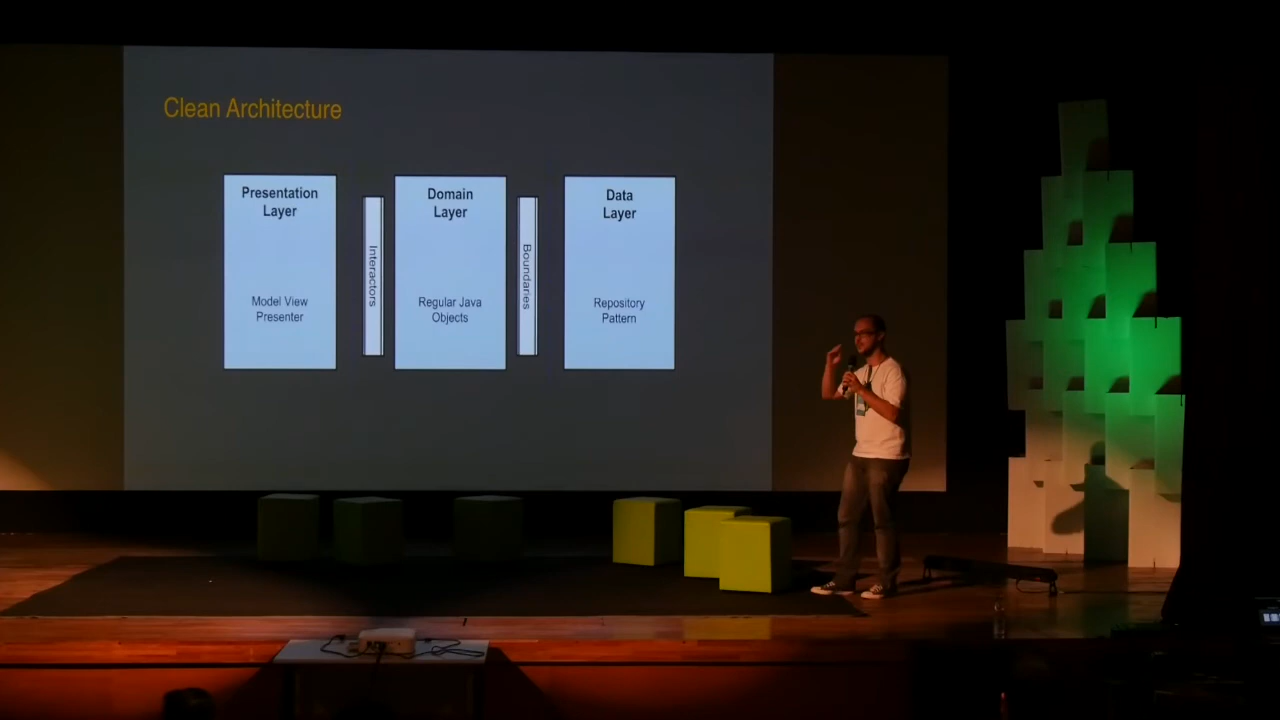 Clean Architecture
Presentation
Layer
Model View
Presenter
Interactors
Domain
Layer
Regular Java
Objects
Boundaries
Data
Layer
Repository
Pattern